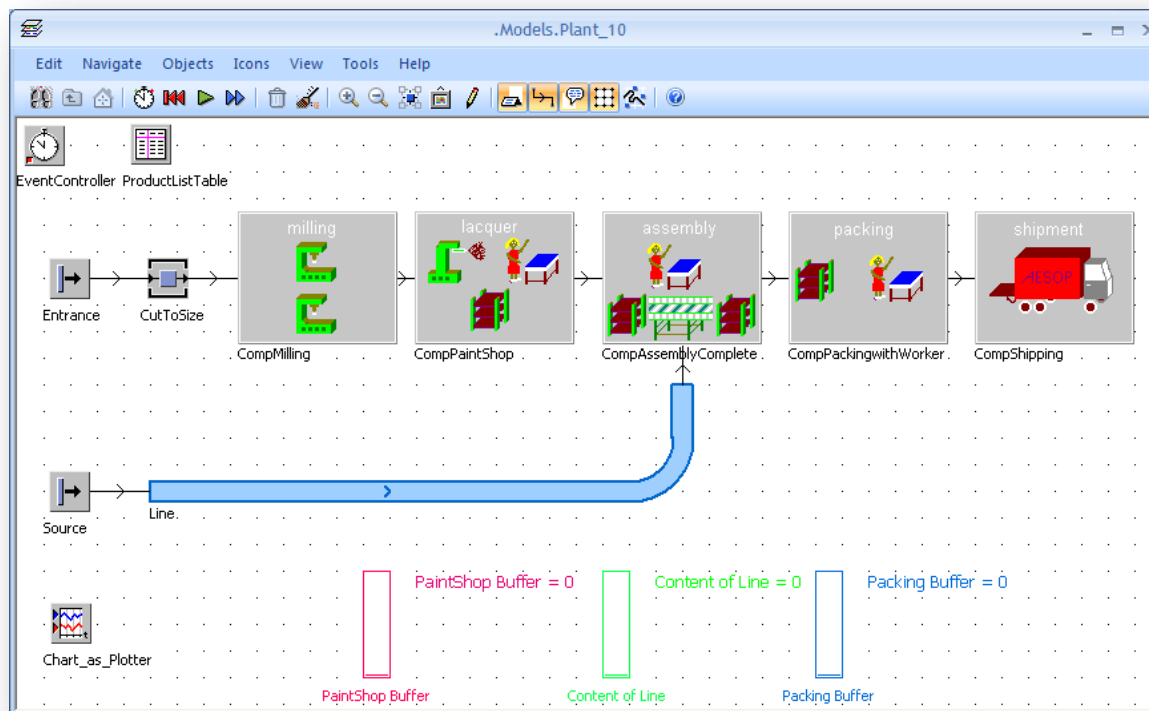 .Models.Plant_10
Edit Navigate Objects Icons View Tools Help
EventController ProductListTable
milling lacquer assembly packing shipment
AESOP
Entrance CutToSize
CompMilling CompPaintShop CompAssemblyComplete CompPackingwithWorker CompShipping
Source Line
PaintShop Buffer = 0 Content of Line = 0 Packing Buffer = 0
Chart_as_Plotter
PaintShop Buffer Content of Line Packing Buffer